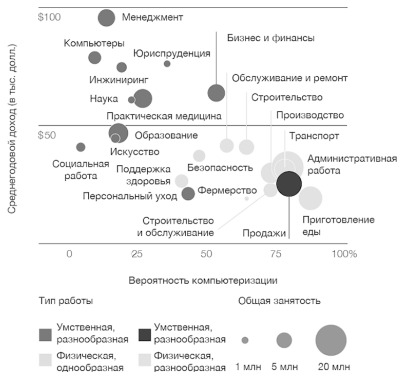 Среднегодовой доход (в тыс. долл.)
$100
Менеджмент
Бизнес и финансы
Компьютеры
Юриспруденция
Инжиниринг
Обслуживание и ремонт
Наука
Строительство
Практическая медицина
Производство
$50
Образование
Транспорт
Искусство
Социальная
работа
Поддержка
здоровья
Безопасность
Административная
работа
Персональный уход
Фермерство
Строительство
и обслуживание
Продажи
Приготовление
еды
0
25
50
75
100%
Вероятность компьютеризации
Тип работы
Общая занятость
Умственная,
разнообразная
Умственная,
разнообразная
Физическая,
однообразная
Физическая,
разнообразная
1 млн
5 млн
20 млн